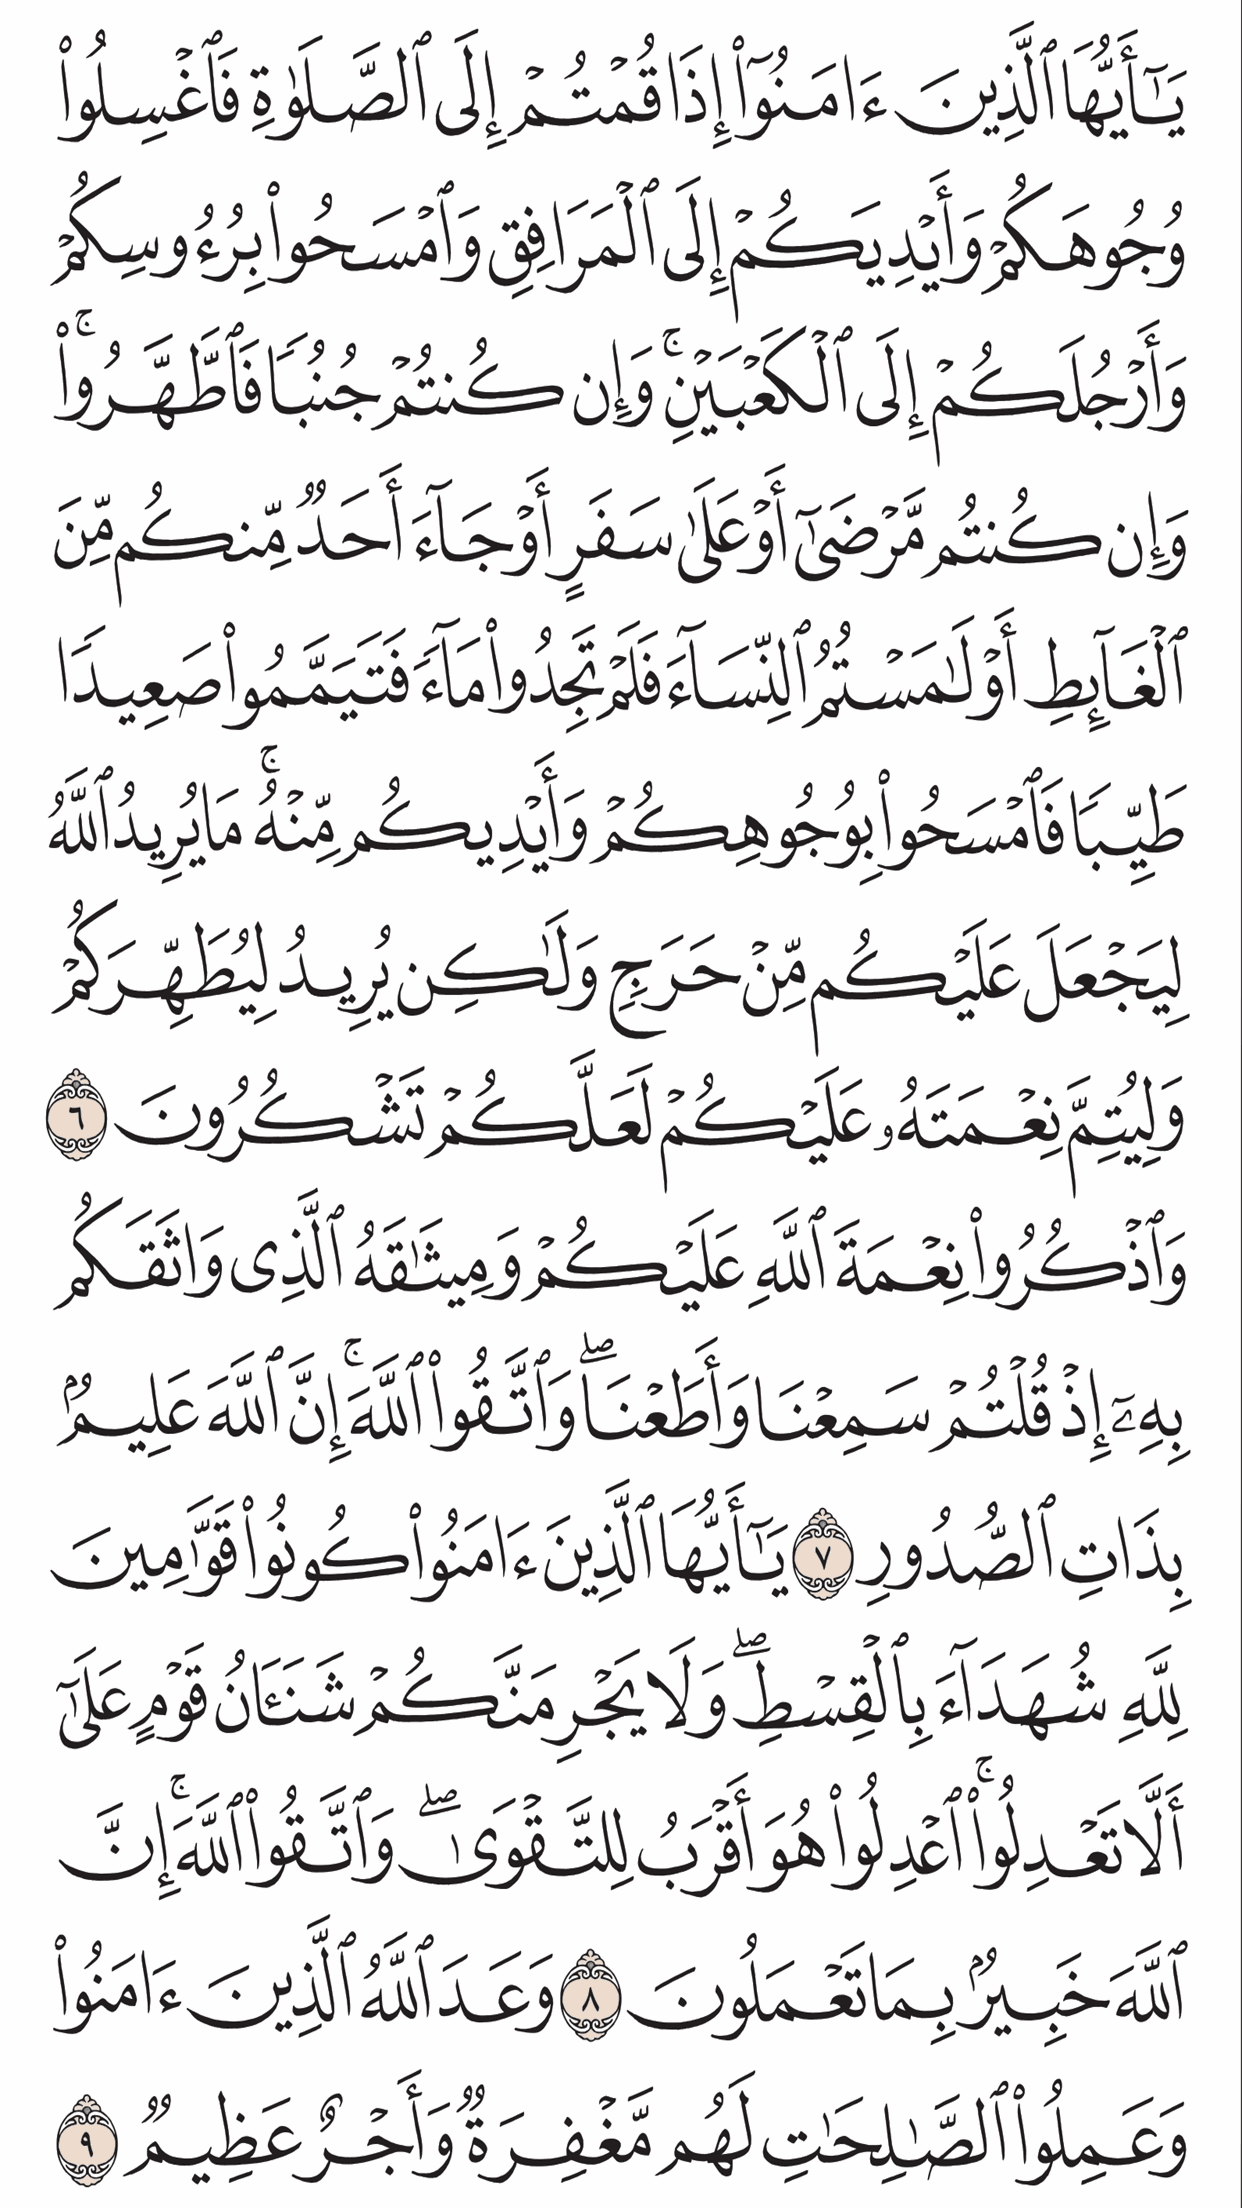 يَـٰٓأَيُّهَا ٱلَّذِينَ ءَامَنُوٓا۟ إِذَا قُمۡتُمۡ إِلَى ٱلصَّلَوٰةِ فَٱغۡسِلُوا۟
وُجُوهَكُمۡ وَأَيۡدِيَكُمۡ إِلَى ٱلۡمَرَافِقِ وَٱمۡسَحُوا۟ بِرُءُوسِكُمۡ
وَأَرۡجُلَكُمۡ إِلَى ٱلۡكَعۡبَيۡنِۚ وَإِن كُنتُمۡ جُنُبٗا فَٱطَّهَّرُوا۟ۚ
وَإِن كُنتُم مَّرۡضَىٰٓ أَوۡ عَلَىٰ سَفَرٍ أَوۡ جَآءَ أَحَدٞ مِّنكُم مِّنَ
ٱلۡغَآئِطِ أَوۡ لَـٰمَسۡتُمُ ٱلنِّسَآءَ فَلَمۡ تَجِدُوا۟ مَآءٗ فَتَيَمَّمُوا۟ صَعِيدٗا
طَيِّبٗا فَٱمۡسَحُوا۟ بِوُجُوهِكُمۡ وَأَيۡدِيكُم مِّنۡهُۚ مَا يُرِيدُ ٱللَّهُ
لِيَجۡعَلَ عَلَيۡكُم مِّنۡ حَرَجٖ وَلَـٰكِن يُرِيدُ لِيُطَهِّرَكُمۡ
وَلِيُتِمَّ نِعۡمَتَهُۥ عَلَيۡكُمۡ لَعَلَّكُمۡ تَشۡكُرُونَ ٦
وَٱذۡكُرُوا۟ نِعۡمَةَ ٱللَّهِ عَلَيۡكُمۡ وَمِيثَـٰقَهُ ٱلَّذِى وَاثَقَكُم
بِهِۦٓ إِذۡ قُلۡتُمۡ سَمِعۡنَا وَأَطَعۡنَاۖ وَٱتَّقُوا۟ ٱللَّهَۚ إِنَّ ٱللَّهَ عَلِيمُۢ
بِذَاتِ ٱلصُّدُورِ ٧ يَـٰٓأَيُّهَا ٱلَّذِينَ ءَامَنُوا۟ كُونُوا۟ قَوَّٰمِينَ
لِلَّهِ شُهَدَآءَ بِٱلۡقِسۡطِۖ وَلَا يَجۡرِمَنَّكُمۡ شَنَـَٔانُ قَوۡمٍ عَلَىٰٓ
أَلَّا تَعۡدِلُوا۟ۚ ٱعۡدِلُوا۟ هُوَ أَقۡرَبُ لِلتَّقۡوَىٰۖ وَٱتَّقُوا۟ ٱللَّهَۚ إِنَّ
ٱللَّهَ خَبِيرُۢ بِمَا تَعۡمَلُونَ ٨ وَعَدَ ٱللَّهُ ٱلَّذِينَ ءَامَنُوا۟
وَعَمِلُوا۟ ٱلصَّـٰلِحَـٰتِ لَهُم مَّغۡفِرَةٞ وَأَجۡرٌ عَظِيمٞ ٩